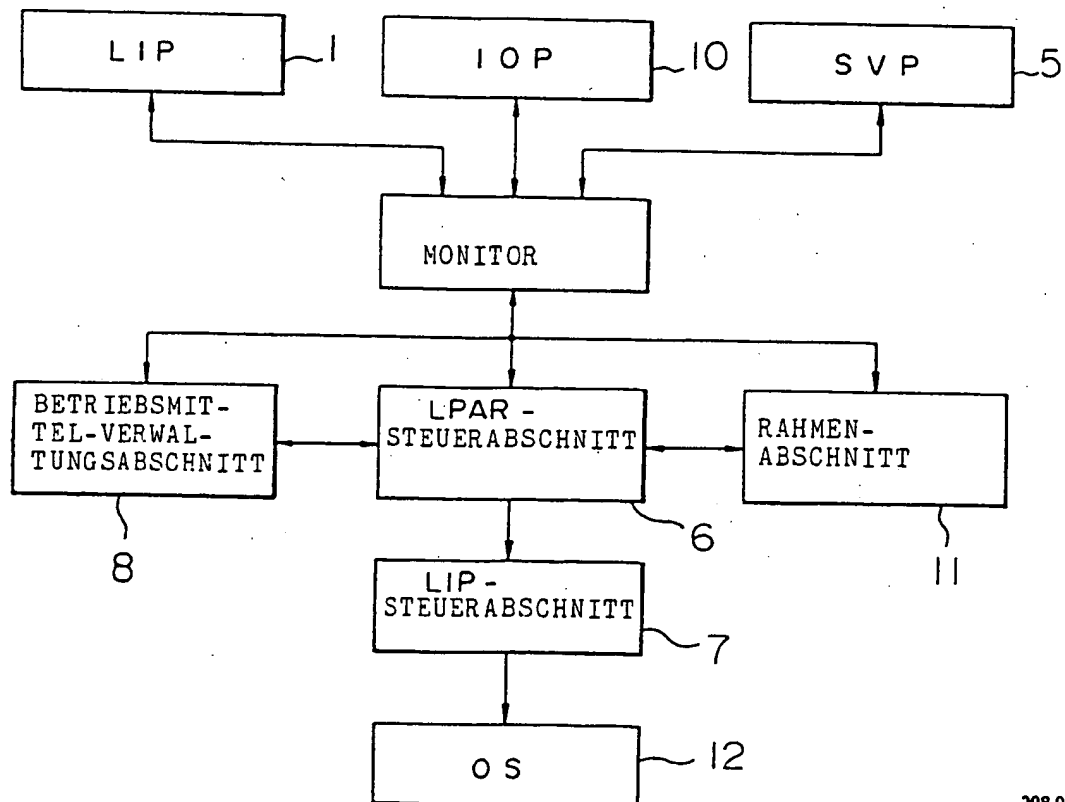 LIP
1
IOP
10
SVP
5
MONITOR
BETRIEBSMIT-
TEL-VERWAL-
TUNGSABSCHNITT
8
LPAR-
STEUERABSCHNITT
6
RAHMEN-
ABSCHNITT
11
LIP-
STEUERABSCHNITT
7
OS
12